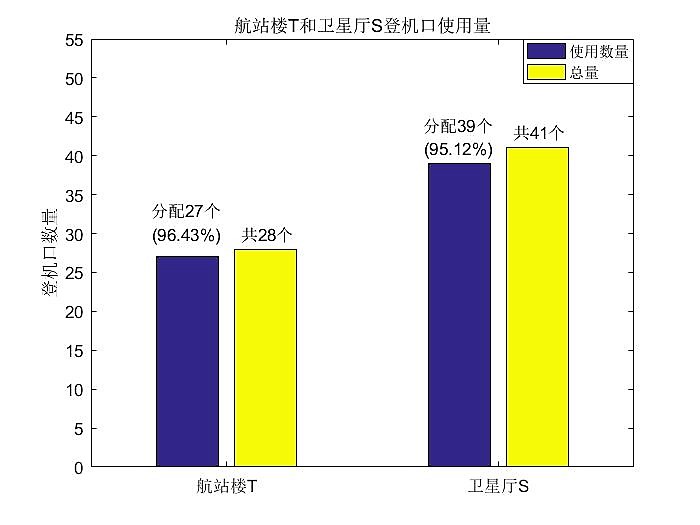 航站楼T和卫星厅S登机口使用量
使用数量
总量
登机口数量
55
50
45
40
35
30
25
20
15
10
5
0
分配27个
(96.43%)
共28个
分配39个
(95.12%)
共41个
航站楼T
卫星厅S